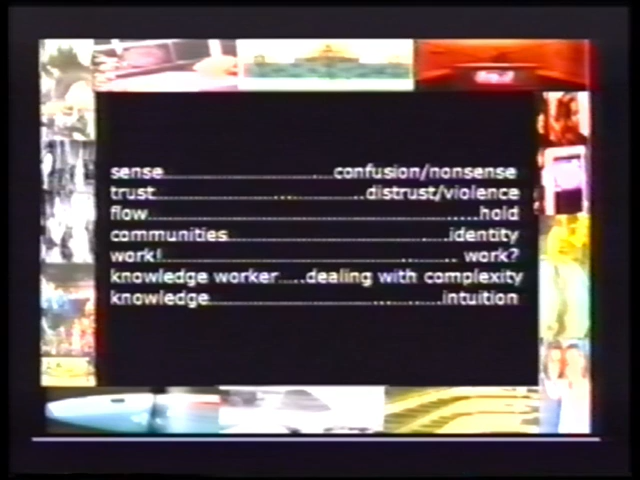 sense..............................confusion/nonsense
trust..............................distrust/violence
flow..............................hold
communities..............................identity
work!.............................. work?
knowledge worker.....dealing with complexity
knowledge..............................intuition